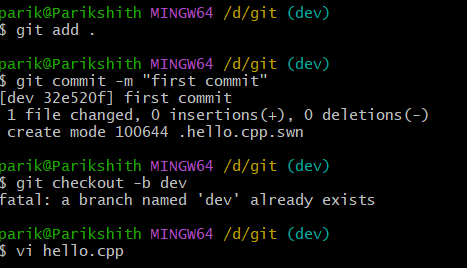 parik@Parikshith MINGW64 /d/git (dev)
$ git add .
parik@Parikshith MINGW64 /d/git (dev)
$ git commit -m "first commit"
[dev 32e520f] first commit
1 file changed, 0 insertions(+), 0 deletions(-)
create mode 100644 .hello.cpp.swn
parik@Parikshith MINGW64 /d/git (dev)
$ git checkout -b dev
fatal: a branch named 'dev' already exists
parik@Parikshith MINGW64 /d/git (dev)
$ vi hello.cpp